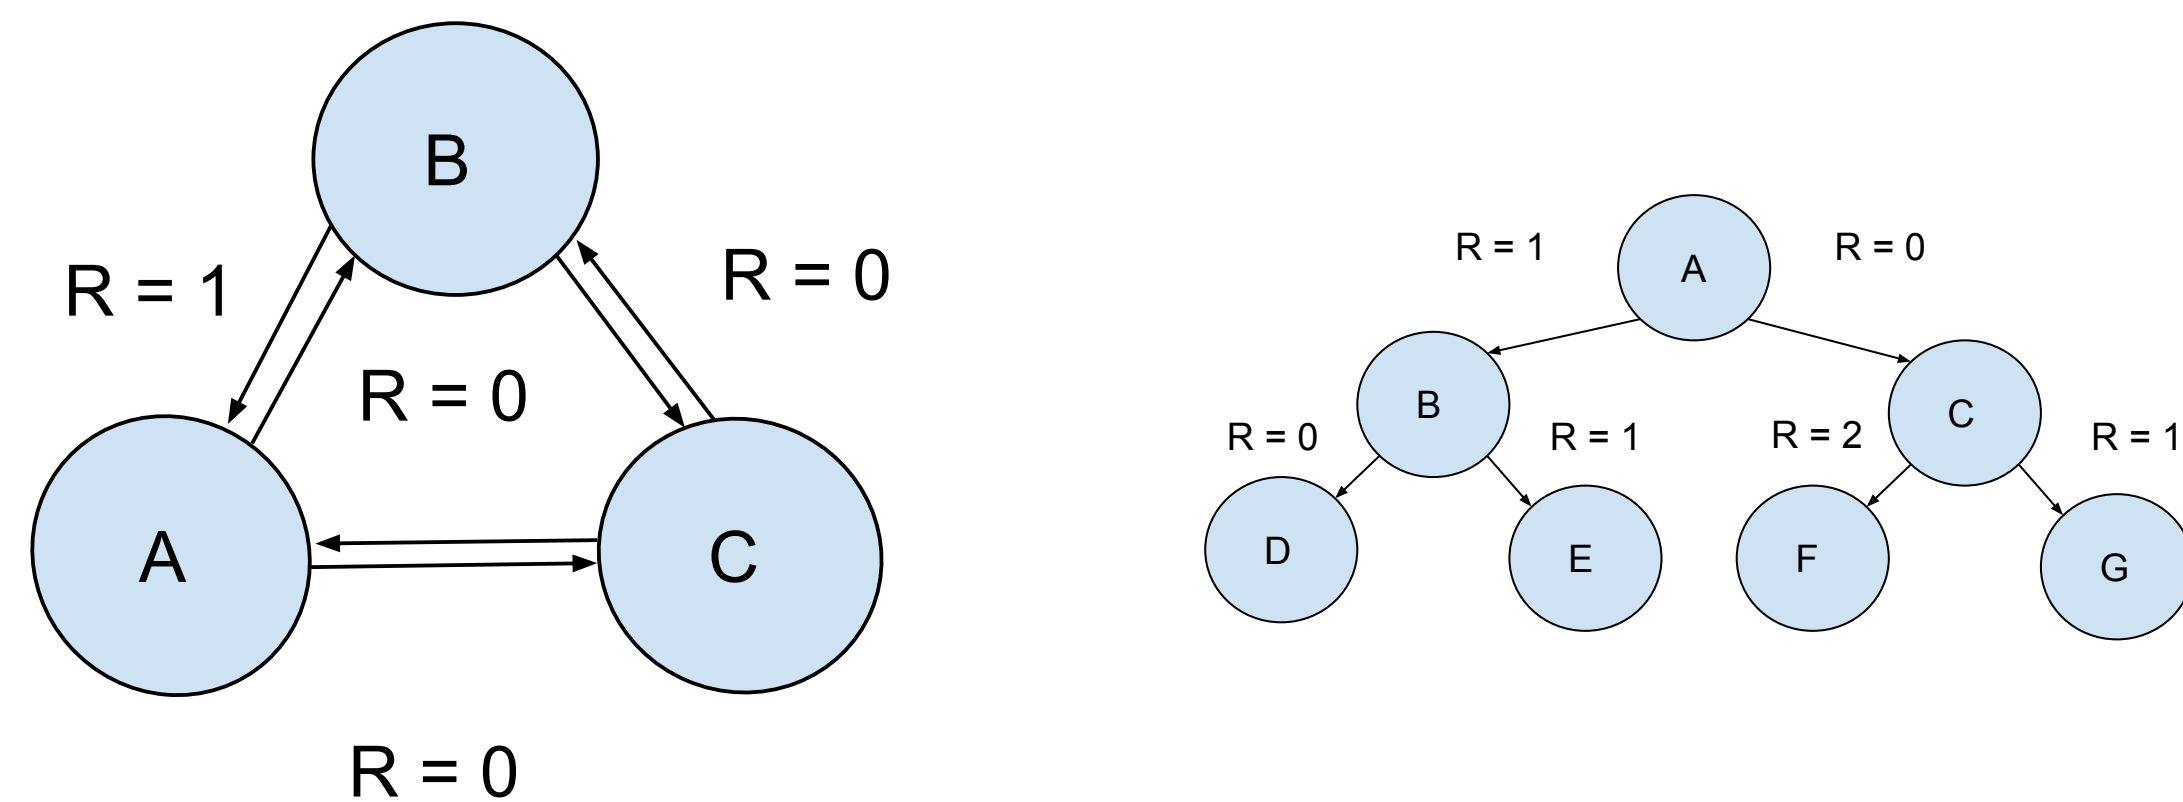 B
R = 1
R = 0
R = 0
A
C
R = 0
R = 1
A
R = 0
B
C
R = 0
R = 1
R = 2
R = 1
D
E
F
G